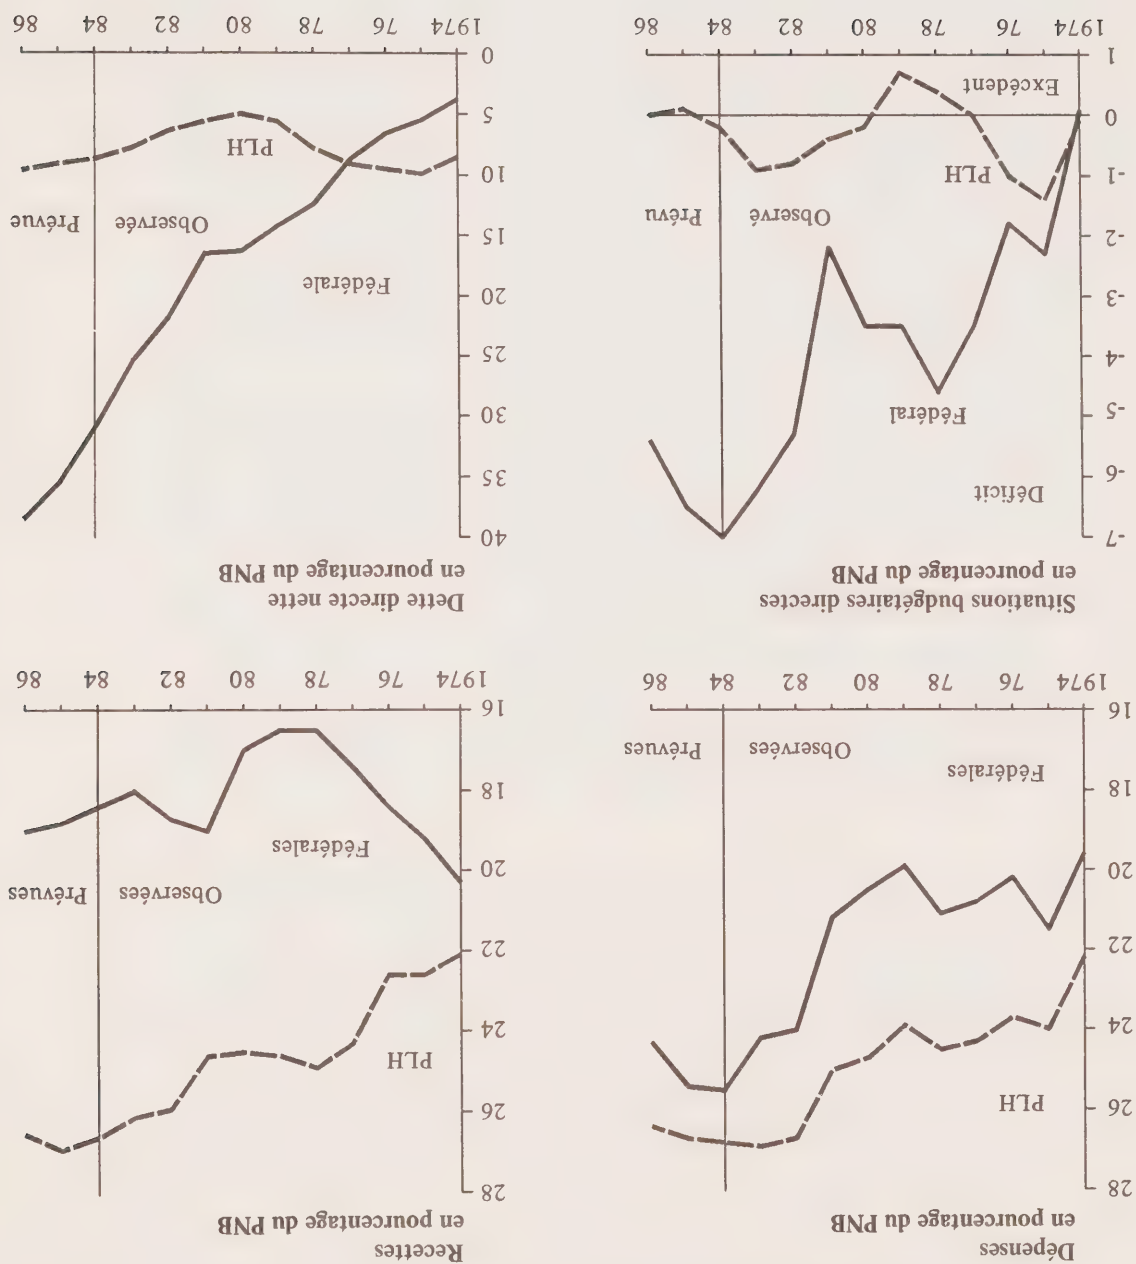 Dépenses
en pourcentage du PNB
28
26
24
22
20
18
16
PLH
Fédérales
Observées
Prévues
1974
76
78
80
82
84
86
Recettes
en pourcentage du PNB
28
26
24
22
20
18
16
PLH
Fédérales
Observées
Prévues
1974
76
78
80
82
84
86
Situations budgétaires directes
en pourcentage du PNB
-7
-6
-5
-4
-3
-2
-1
0
1
Déficit
Fédéral
PLH
Excédent
Observé
Prévu
1974
76
78
80
82
84
86
Dette directe nette
en pourcentage du PNB
40
35
30
25
20
15
10
5
0
Fédérale
PLH
Observée
Prévue
1974
76
78
80
82
84
86